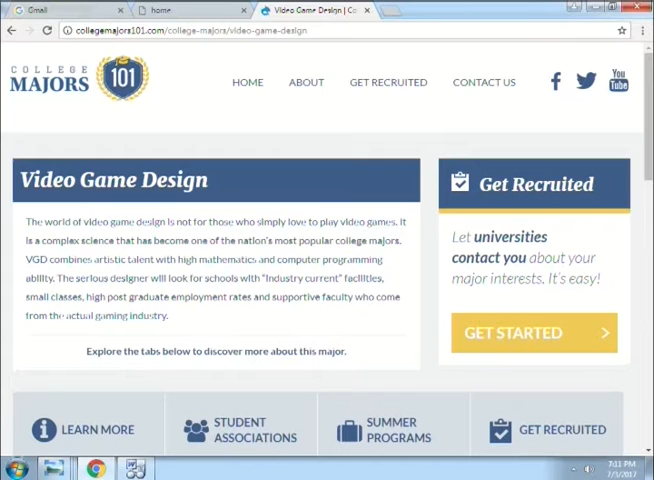 Gmail
home
Video Game Design | Co
collegemajors101.com/college-majors/video-game-design
COLLEGE
MAJORS
101
HOME ABOUT GET RECRUITED CONTACT US
You
Tube
Video Game Design
The world of video game design is not for those who simply love to play video games. It
is a complex science that has become one of the nation's most popular college majors.
VGD combines artistic talent with high mathematics and computer programming
ability. The serious designer will look for schools with "industry current" facilities,
small classes, high post graduate employment rates and supportive faculty who come
from the actual gaming industry.
Explore the tabs below to discover more about this major.
Get Recruited
Let universities
contact you about your
major interests. It's easy!
GET STARTED >
LEARN MORE
STUDENT
ASSOCIATIONS
SUMMER
PROGRAMS
GET RECRUITED
7:11 PM
7/3/2017